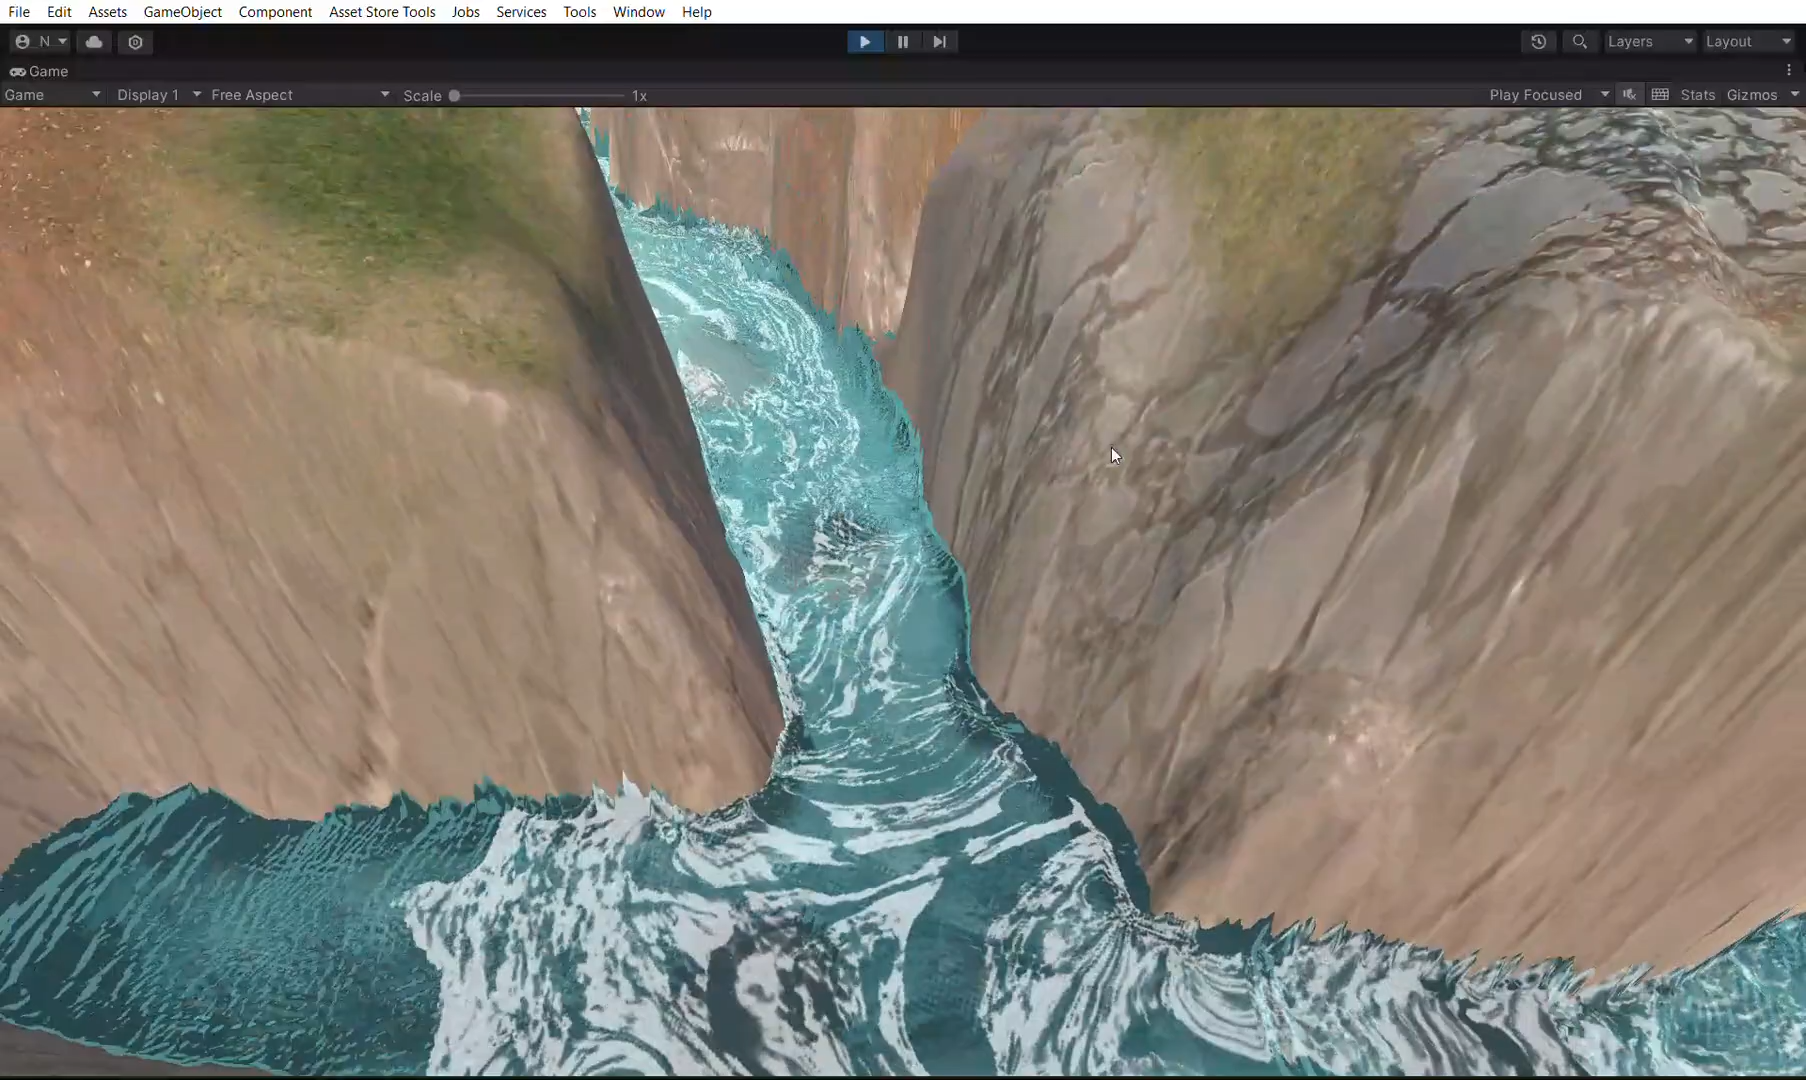 File Edit Assets GameObject Component Asset Store Tools Jobs Services Tools Window Help
N Layers Layout
Game
Game Display 1 Free Aspect Scale 1x Play Focused Stats Gizmos